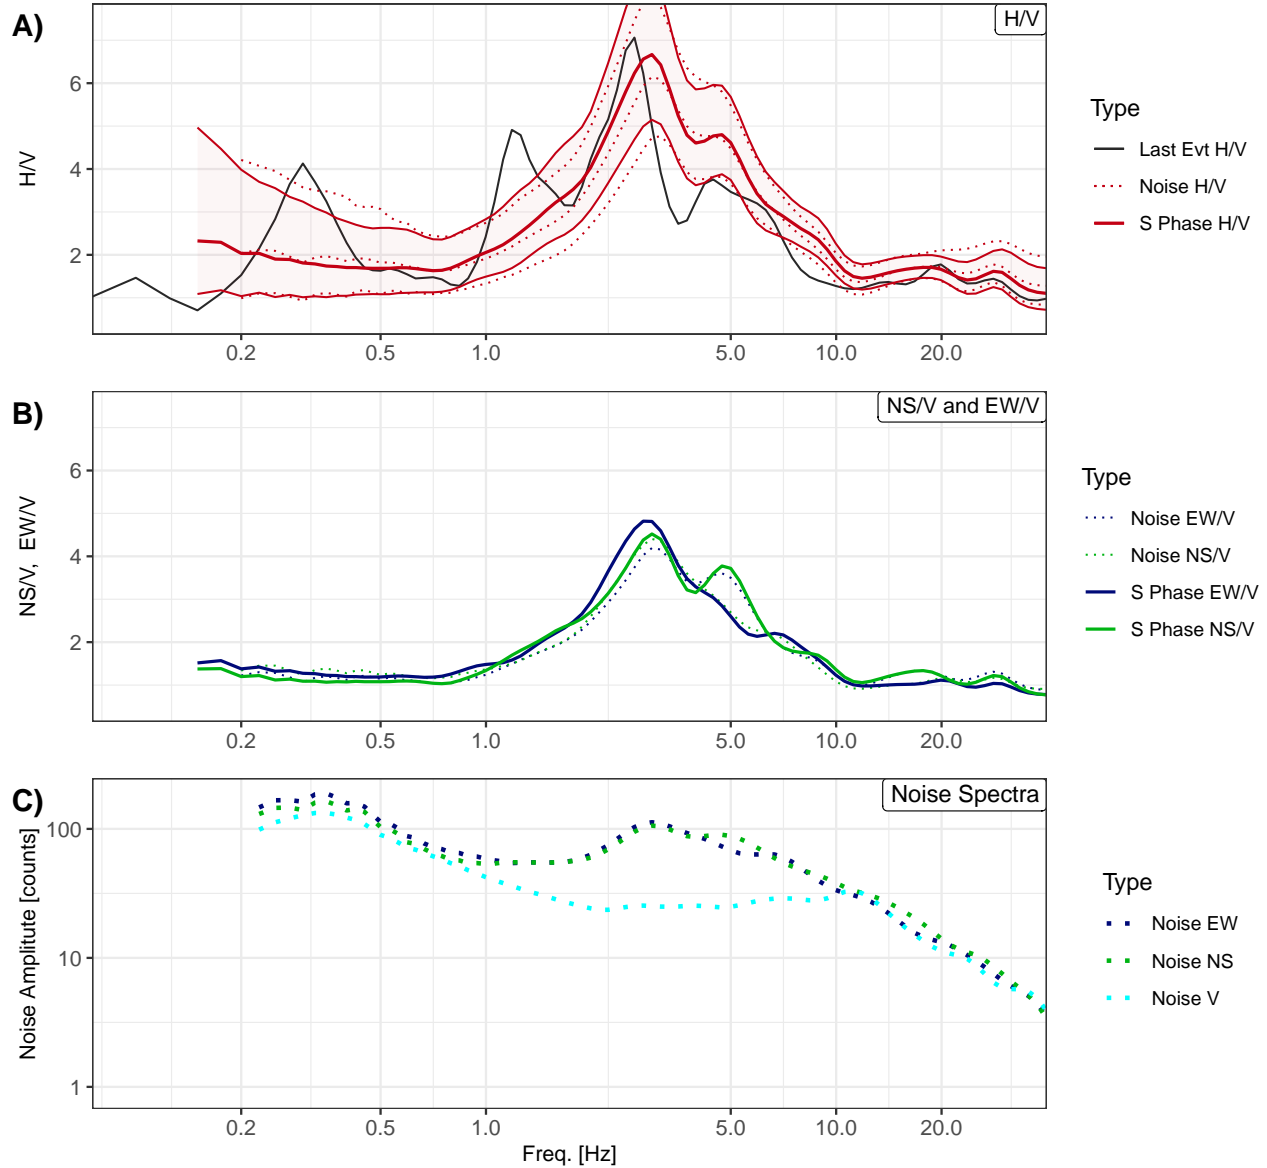 A)
H/V
H/V
6
4
2
0.2 0.5 1.0 5.0 10.0 20.0
Type
Last Evt H/V
Noise H/V
S Phase H/V
B)
NS/V and EW/V
NS/V, EW/V
6
4
2
0.2 0.5 1.0 5.0 10.0 20.0
Type
Noise EW/V
Noise NS/V
S Phase EW/V
S Phase NS/V
C)
Noise Spectra
Noise Amplitute [counts]
100
10
1
0.2 0.5 1.0 5.0 10.0 20.0
Freq. [Hz]
Type
Noise EW
Noise NS
Noise V